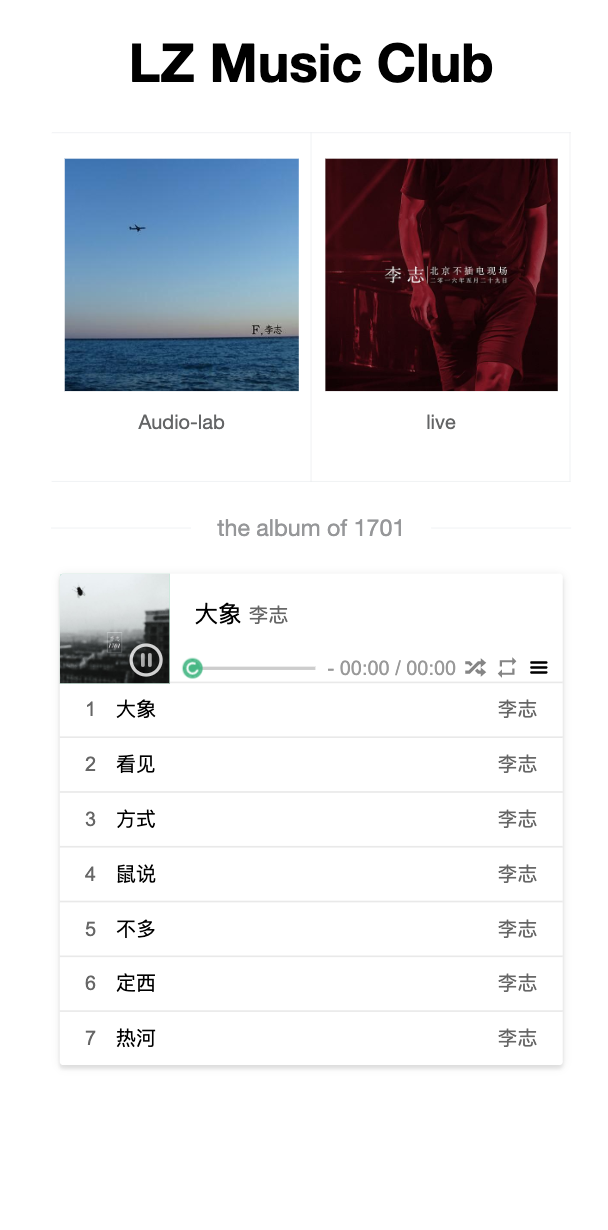 LZ Music Club
F.李志
李志 北京不插电现场
二零一六年五月二十九日
Audio-lab
live
the album of 1701
大象 李志
- 00:00 / 00:00
1 大象 李志
2 看见 李志
3 方式 李志
4 鼠说 李志
5 不多 李志
6 定西 李志
7 热河 李志